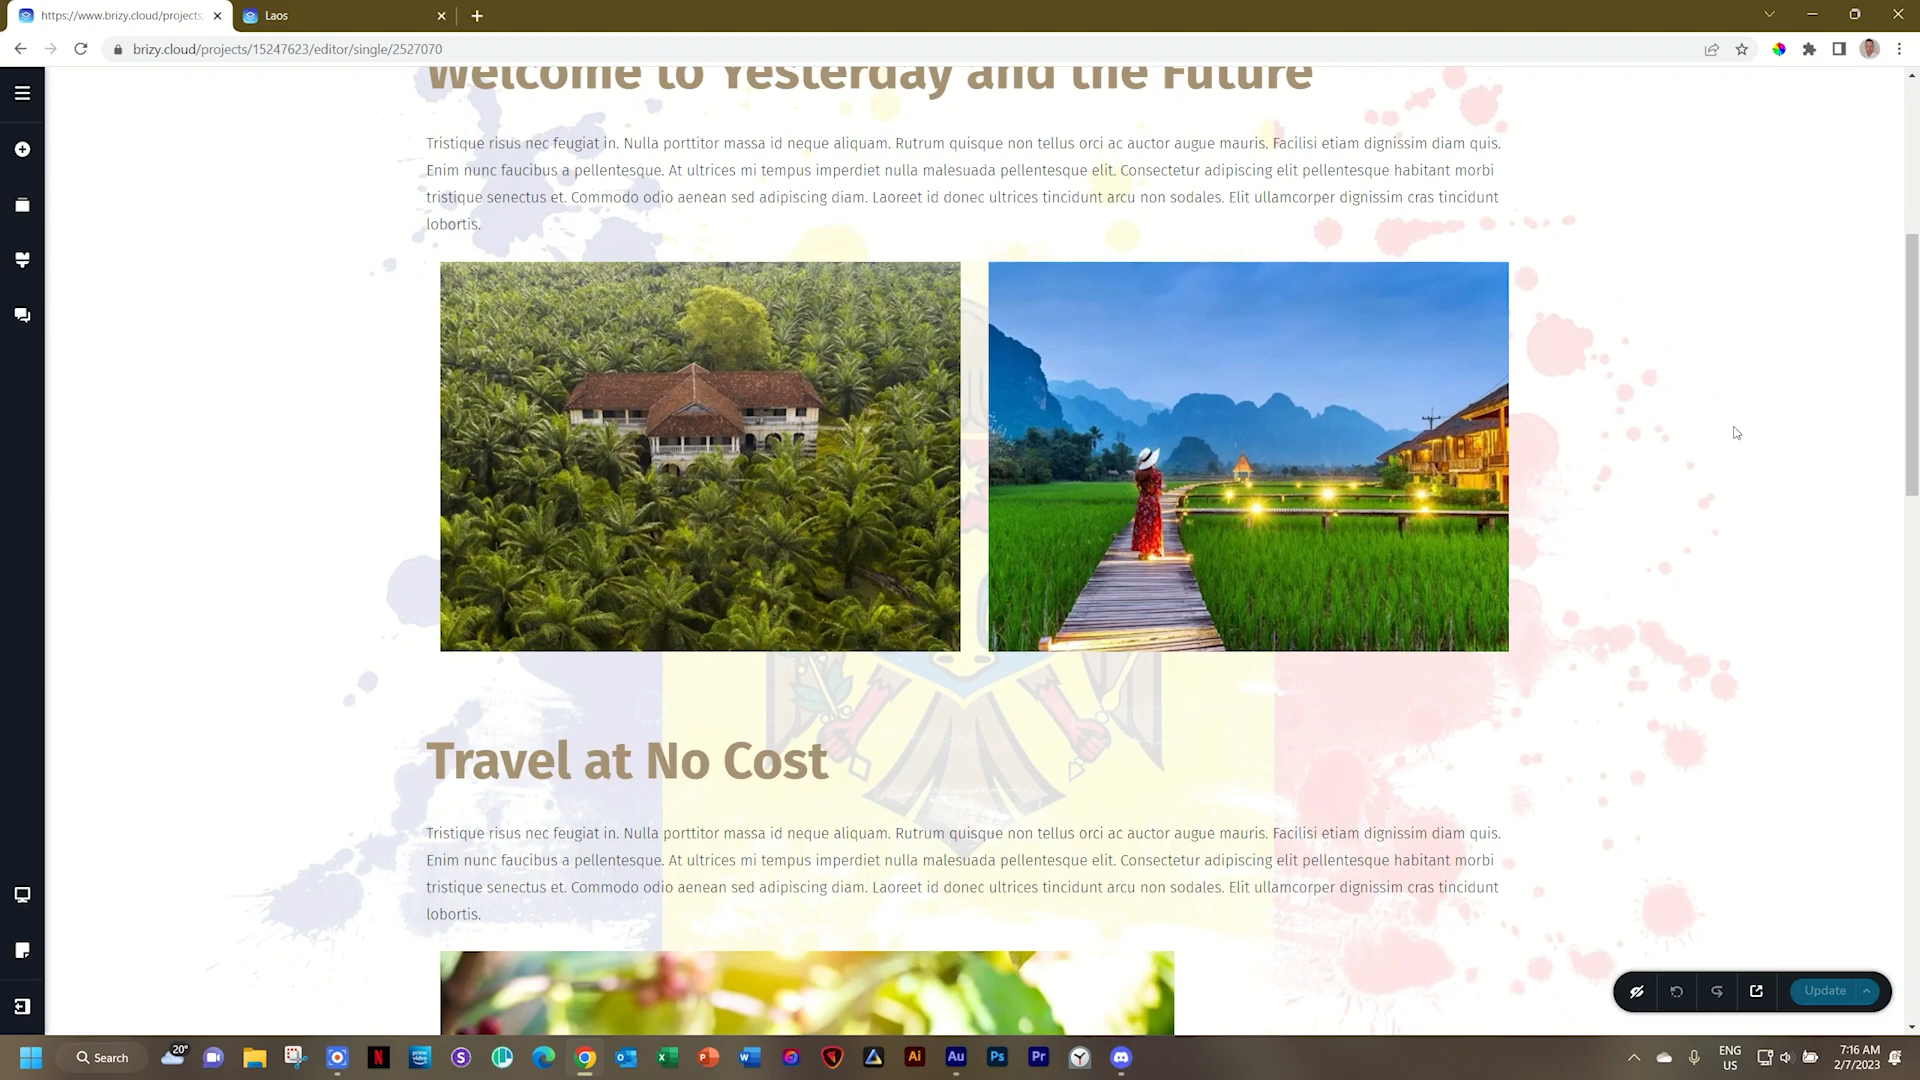 https://www.brizy.cloud/projects
Laos
brizy.cloud/projects/15247623/editor/single/2527070
Welcome to Yesterday and the Future
Tristique risus nec feugiat in. Nulla porttitor massa id neque aliquam. Rutrum quisque non tellus orci ac auctor augue mauris. Facilisi etiam dignissim diam quis.
Enim nunc faucibus a pellentesque. At ultrices mi tempus imperdiet nulla malesuada pellentesque elit. Consectetur adipiscing elit pellentesque habitant morbi
tristique senectus et. Commodo odio aenean sed adipiscing diam. Laoreet id donec ultrices tincidunt arcu non sodales. Elit ullamcorper dignissim cras tincidunt
lobortis.
Travel at No Cost
Tristique risus nec feugiat in. Nulla porttitor massa id neque aliquam. Rutrum quisque non tellus orci ac auctor augue mauris. Facilisi etiam dignissim diam quis.
Enim nunc faucibus a pellentesque. At ultrices mi tempus imperdiet nulla malesuada pellentesque elit. Consectetur adipiscing elit pellentesque habitant morbi
tristique senectus et. Commodo odio aenean sed adipiscing diam. Laoreet id donec ultrices tincidunt arcu non sodales. Elit ullamcorper dignissim cras tincidunt
lobortis.
Update
20°
Search
N
prime video
S
Ai
Au
Ps
Pr
ENG
US
7:16 AM
2/7/2023